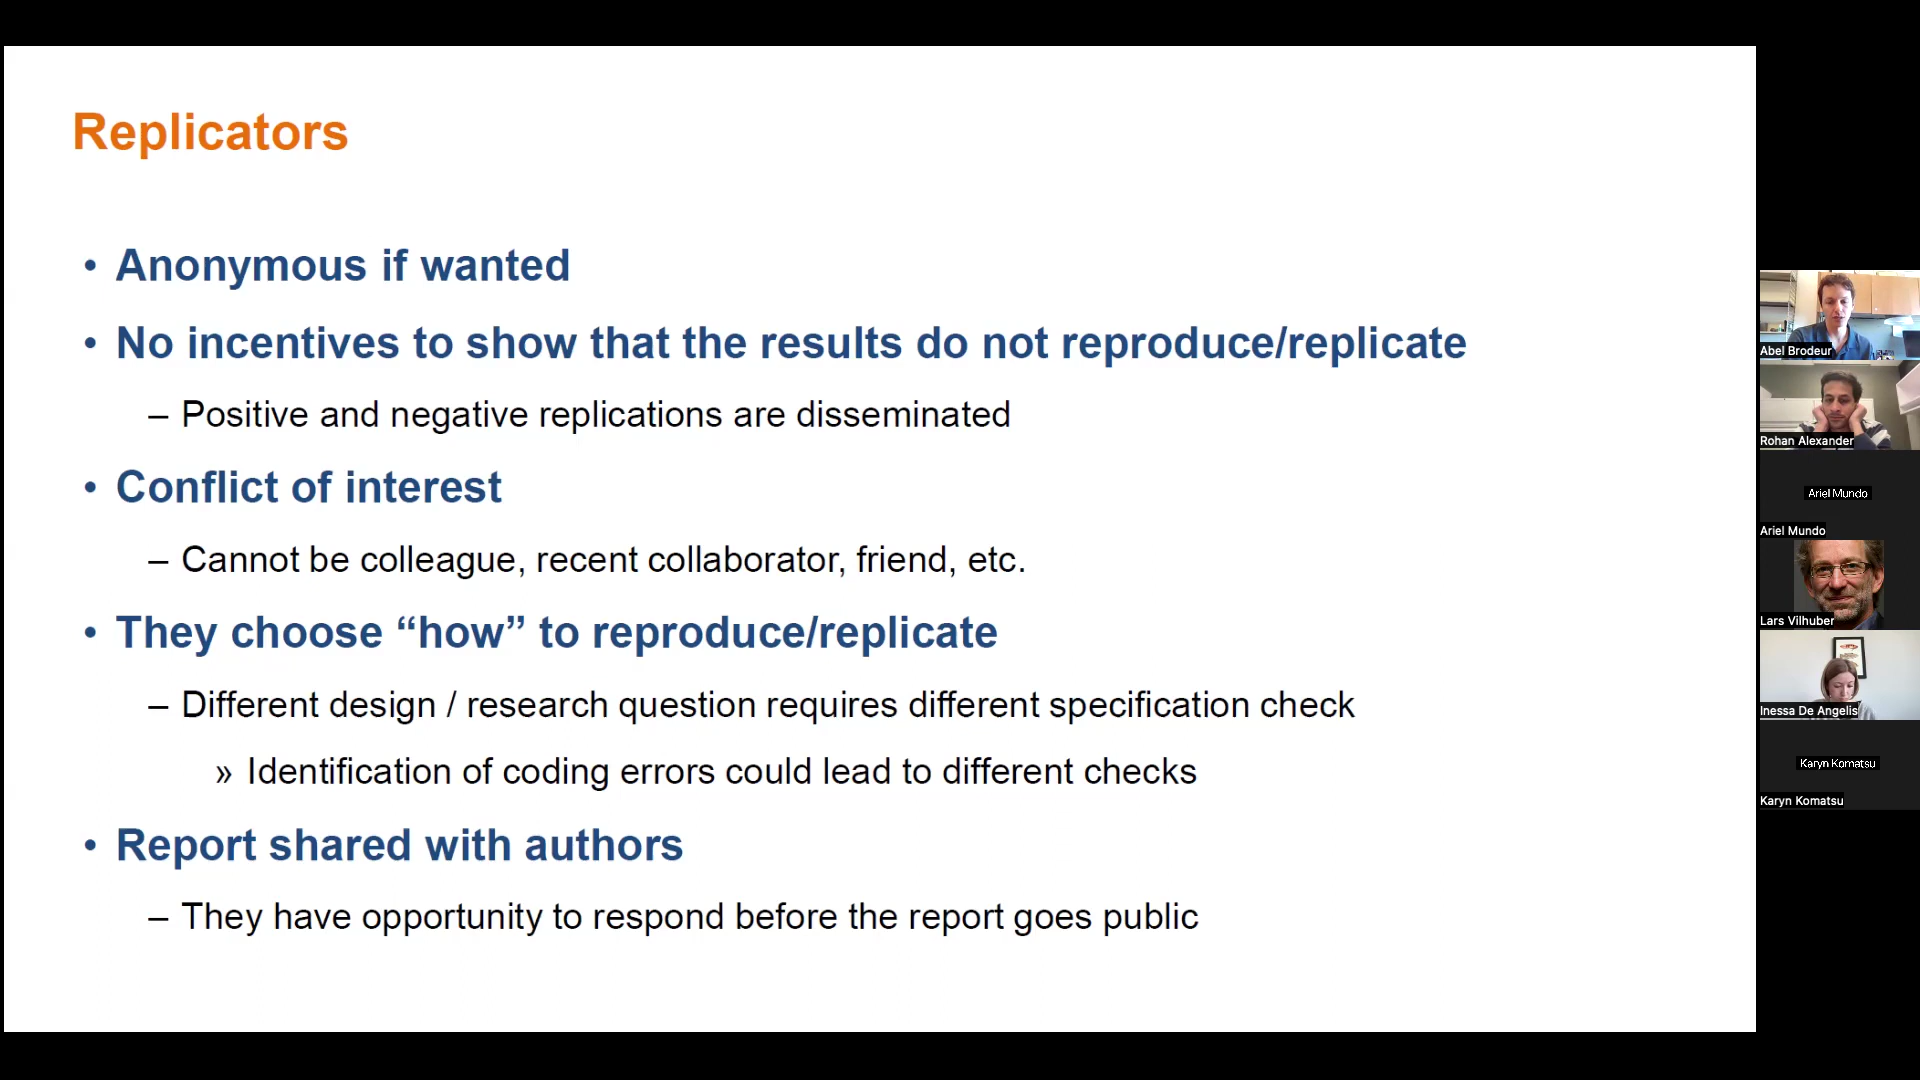 Replicators
• Anonymous if wanted
• No incentives to show that the results do not reproduce/replicate
– Positive and negative replications are disseminated
• Conflict of interest
– Cannot be colleague, recent collaborator, friend, etc.
• They choose “how” to reproduce/replicate
– Different design / research question requires different specification check
» Identification of coding errors could lead to different checks
• Report shared with authors
– They have opportunity to respond before the report goes public
Abel Brodeur
Rohan Alexander
Ariel Mundo
Ariel Mundo
Lars Vilhuber
Inessa De Angelis
Karyn Komatsu
Karyn Komatsu